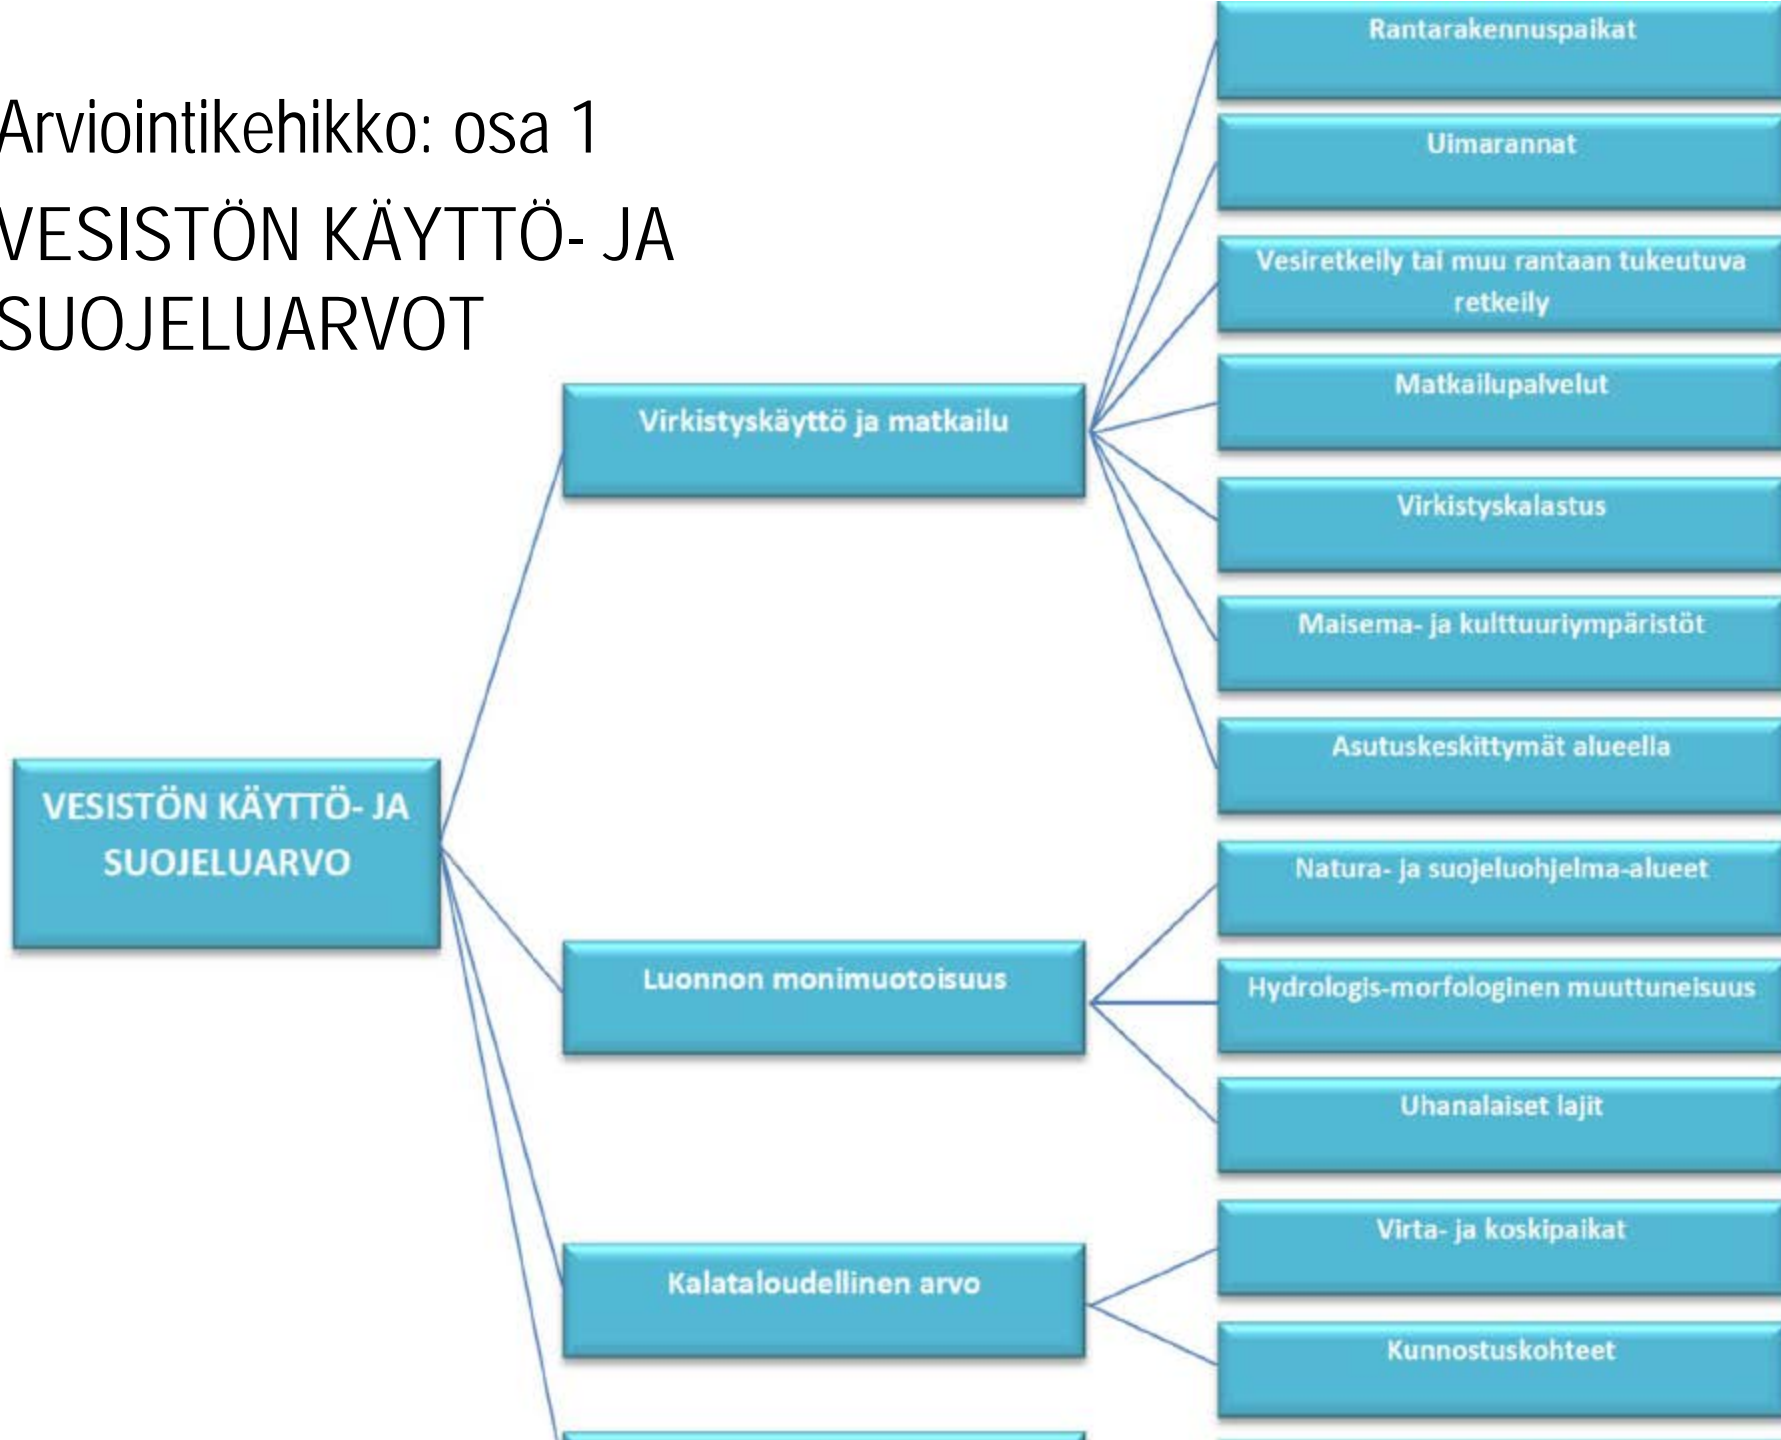 Arviointikehikko: osa 1
VESISTÖN KÄYTTÖ- JA
SUOJELUARVOT
VESISTÖN KÄYTTÖ- JA
SUOJELUARVO
Virkistyskäyttö ja matkailu
Rantarakennuspaikat
Uimarannat
Vesiretkeily tai muu rantaan tukeutuva
retkeily
Matkailupalvelut
Virkistyskalastus
Maisema- ja kulttuuriympäristöt
Asutuskeskittymät alueella
Luonnon monimuotoisuus
Natura- ja suojeluohjelma-alueet
Hydrologis-morfologinen muuttuneisuus
Uhanalaiset lajit
Kalataloudellinen arvo
Virta- ja koskipaikat
Kunnostuskohteet